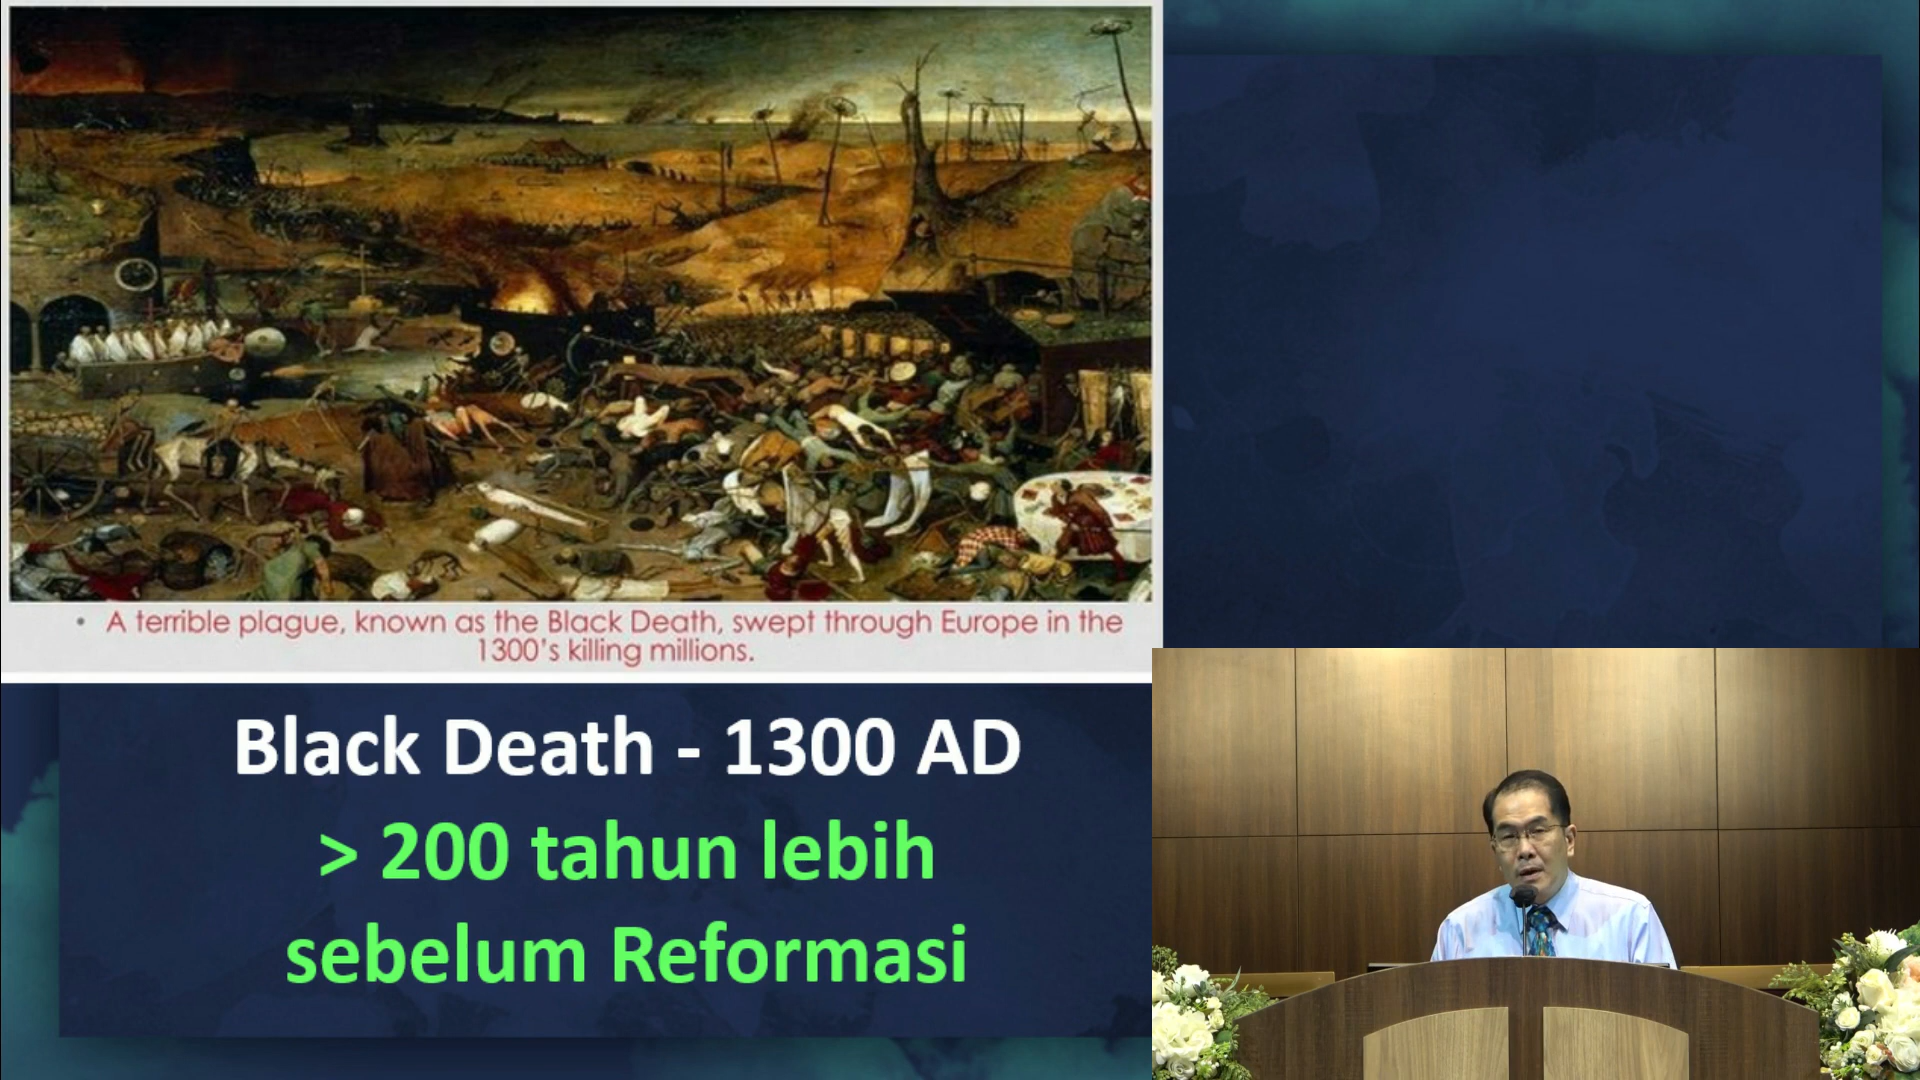 • A terrible plague, known as the Black Death, swept through Europe in the
1300's killing millions.
Black Death - 1300 AD
> 200 tahun lebih
sebelum Reformasi